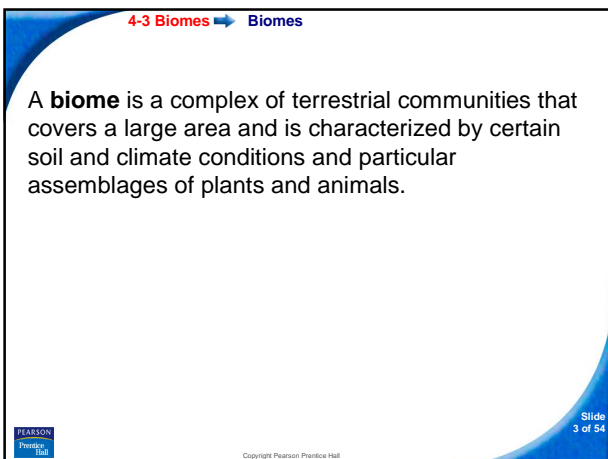 4-3 Biomes Biomes
A biome is a complex of terrestrial communities that
covers a large area and is characterized by certain
soil and climate conditions and particular
assemblages of plants and animals.
Slide
3 of 54
PEARSON
Prentice
Hall
Copyright Pearson Prentice Hall